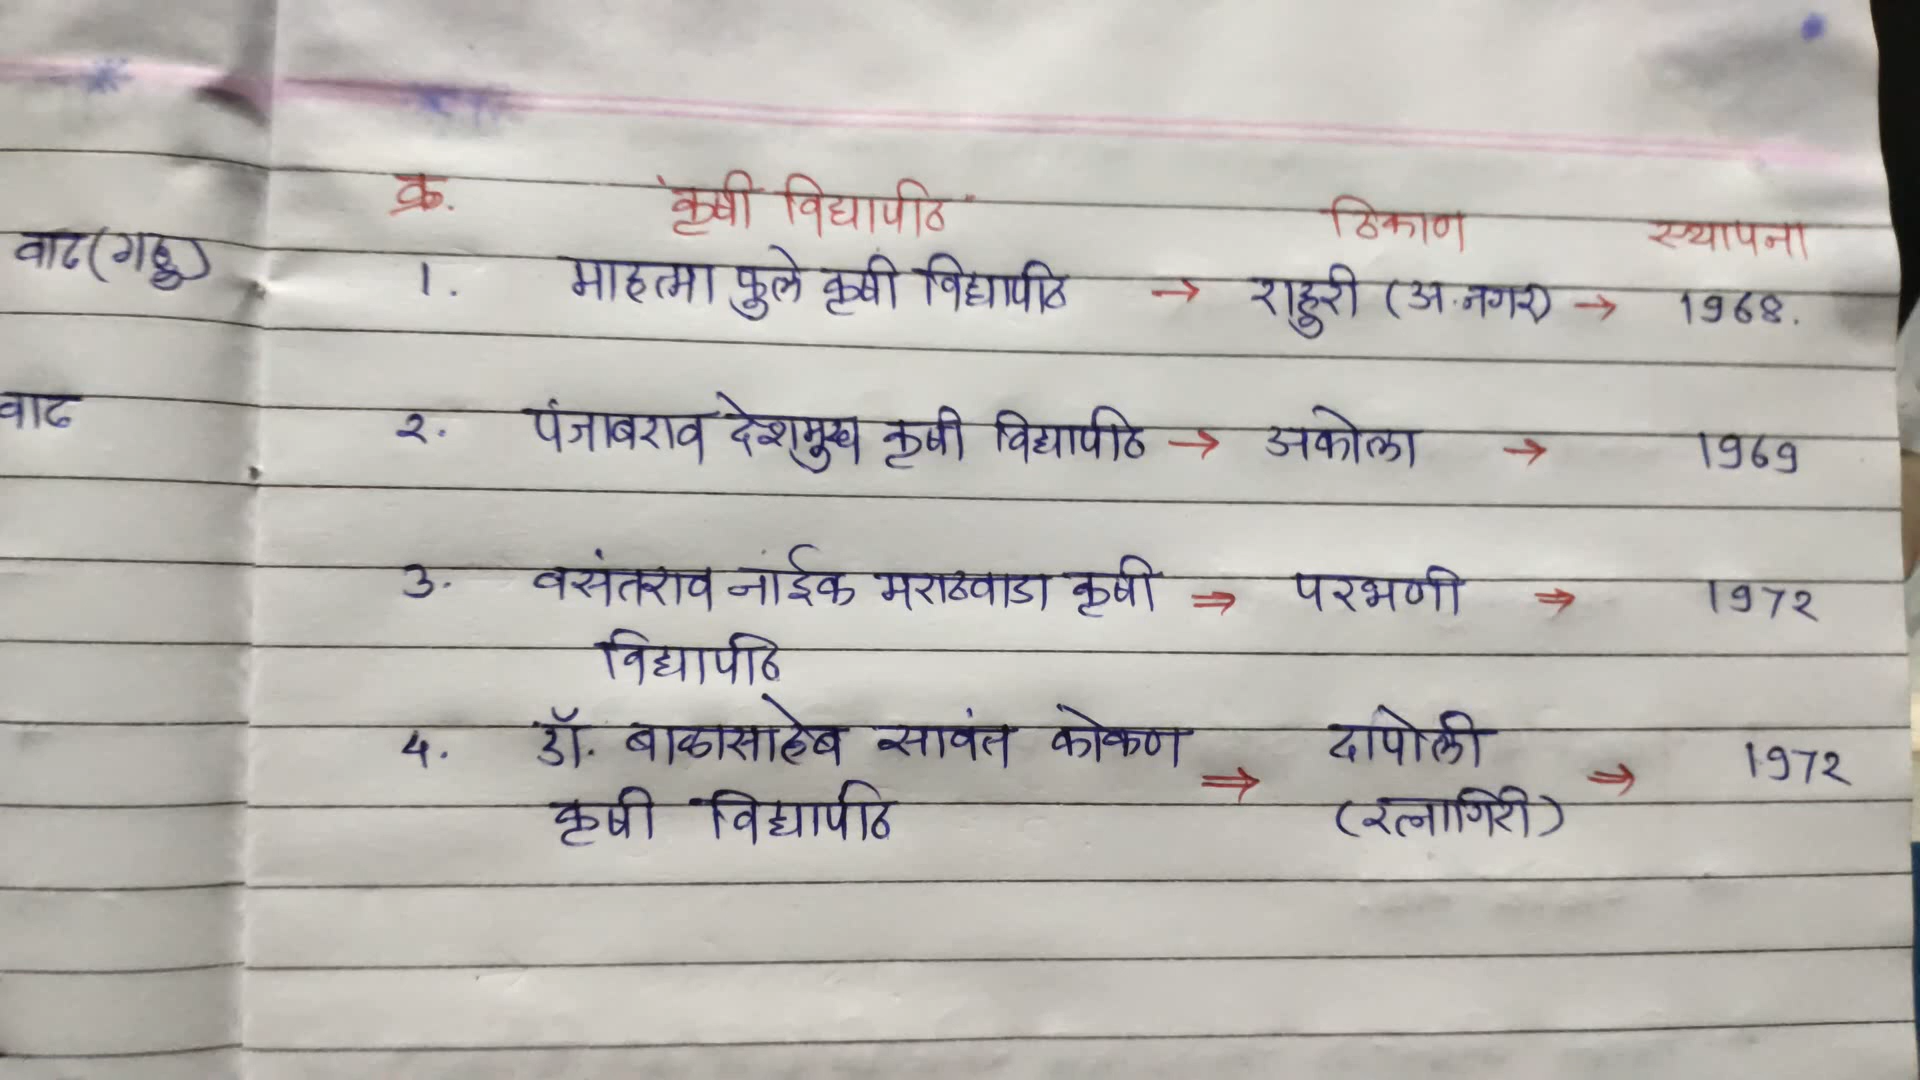 क्र. कृषी विद्यापीठ ठिकाण स्थापना
वाद (गहू)
1. माहत्मा फुले कृषी विद्यापीठ → राहुरी (अ.नगर) → 1968.
वाद
२. पंजाबराव देशमुख कृषी विद्यापीठ → अकोला → 1969
3. वसंतराव नाईक मराठवाडा कृषी ⇒ परभणी ⇒ 1972
विद्यापीठ
4. डॉ. बाळासाहेब सावंत कोकण ⇒ दापोली ⇒ 1972
कृषी विद्यापीठ (रत्नागिरी)